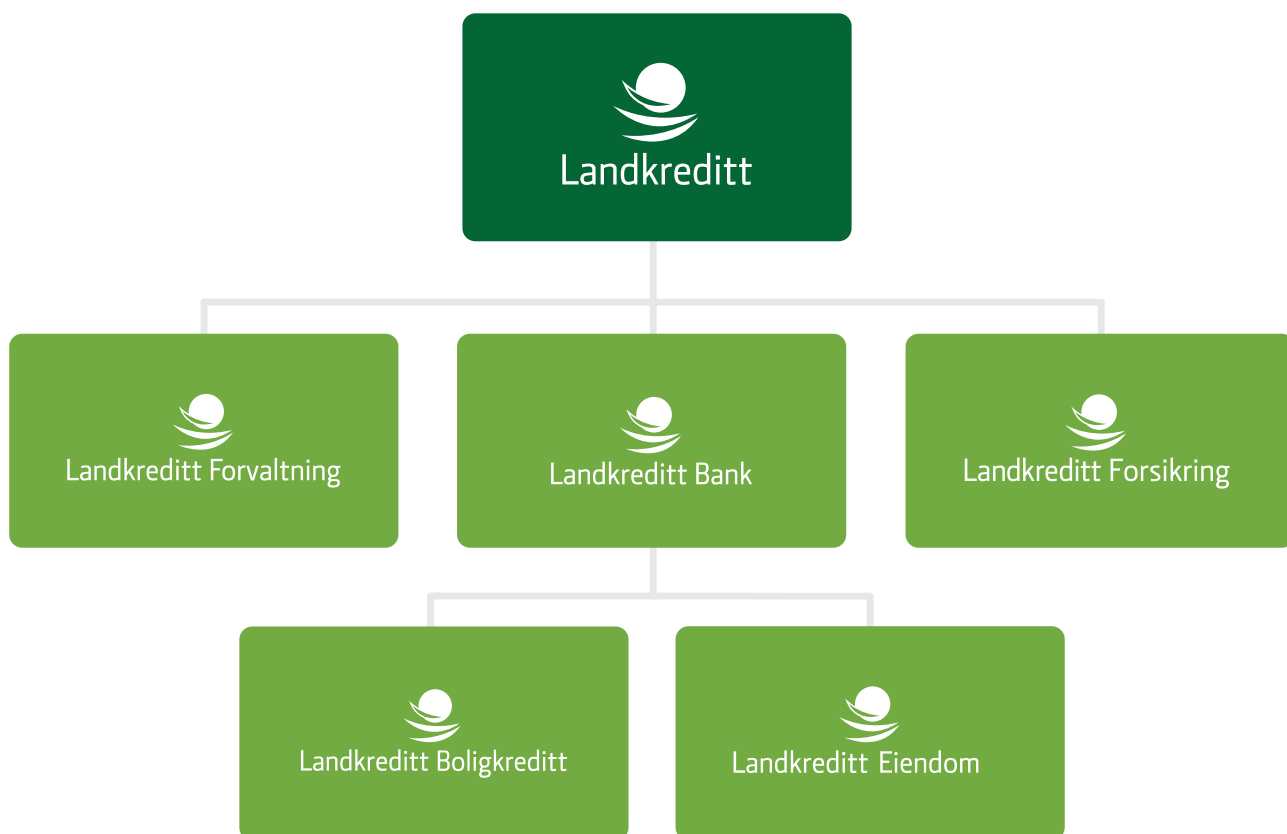 Landkreditt
Landkreditt Forvaltning
Landkreditt Bank
Landkreditt Forsikring
Landkreditt Boligkreditt
Landkreditt Eiendom